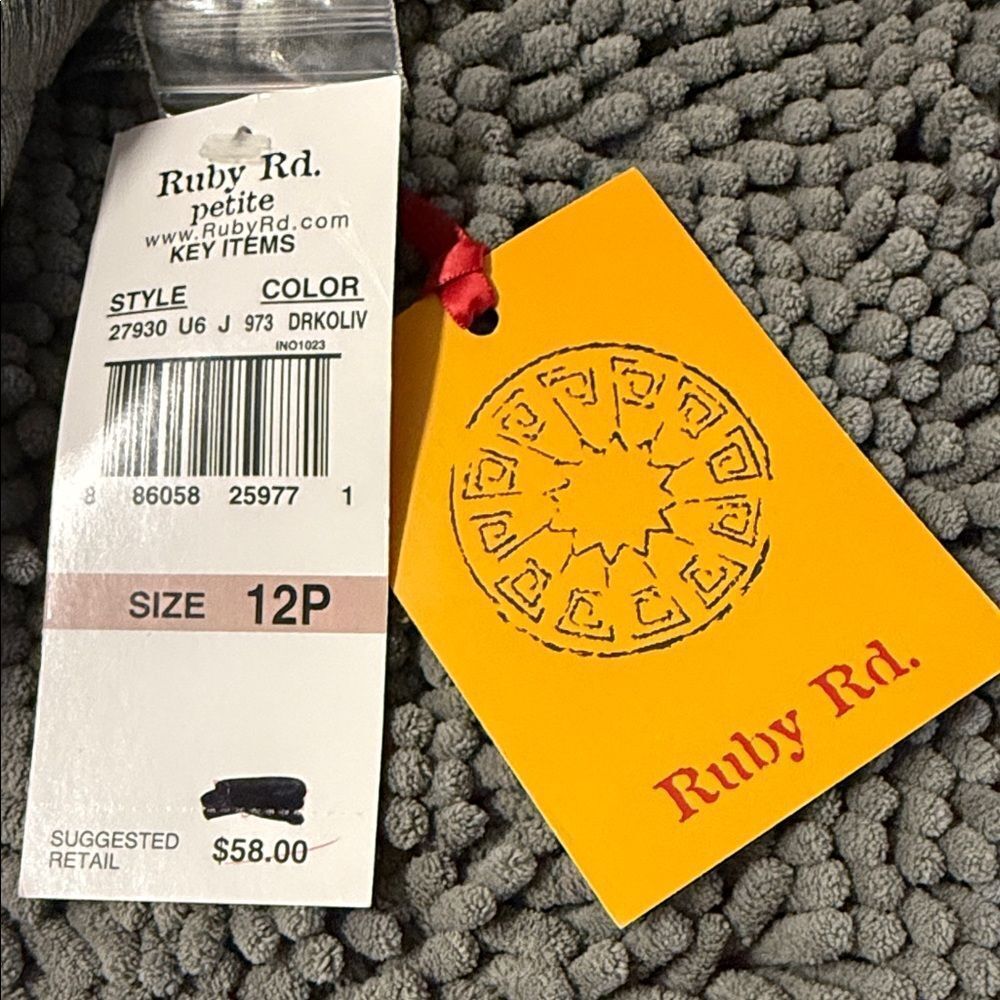 Ruby Rd.
petite
www.RubyRd.com
KEY ITEMS
STYLE COLOR
27930 U6 J 973 DRKOLIV
INO1023
8 86058 25977 1
SIZE 12P
SUGGESTED
RETAIL $58.00
Ruby Rd.